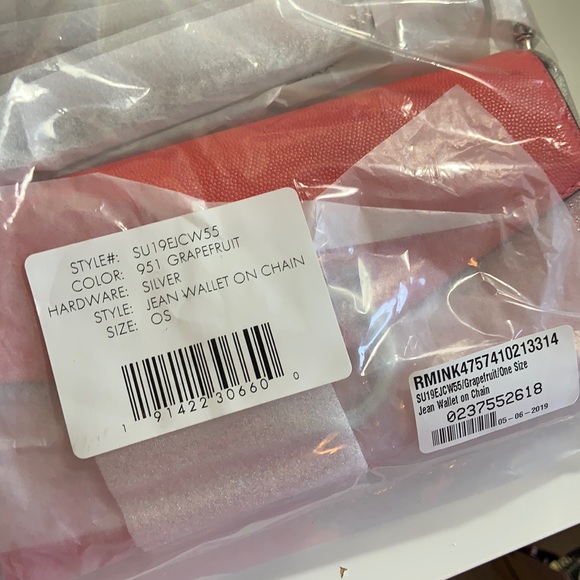 STYLE#: SU19EJCW55
COLOR: 951 GRAPEFRUIT
HARDWARE: SILVER
STYLE: JEAN WALLET ON CHAIN
SIZE: OS
1 91422 30660 0
RMINK4757410213314
SU19EJCW55/Grapefruit/One Size
Jean Wallet on Chain
0237552618
05-06-2019